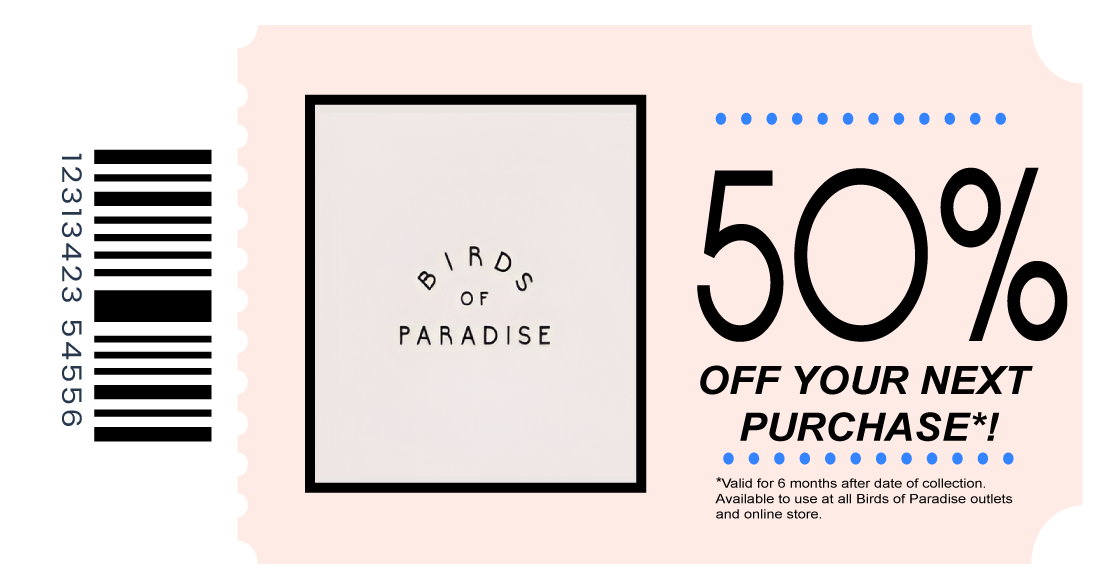 12313423 54556
BIRDS
OF
PARADISE
50%
OFF YOUR NEXT
PURCHASE*!
*Valid for 6 months after date of collection.
Available to use at all Birds of Paradise outlets
and online store.